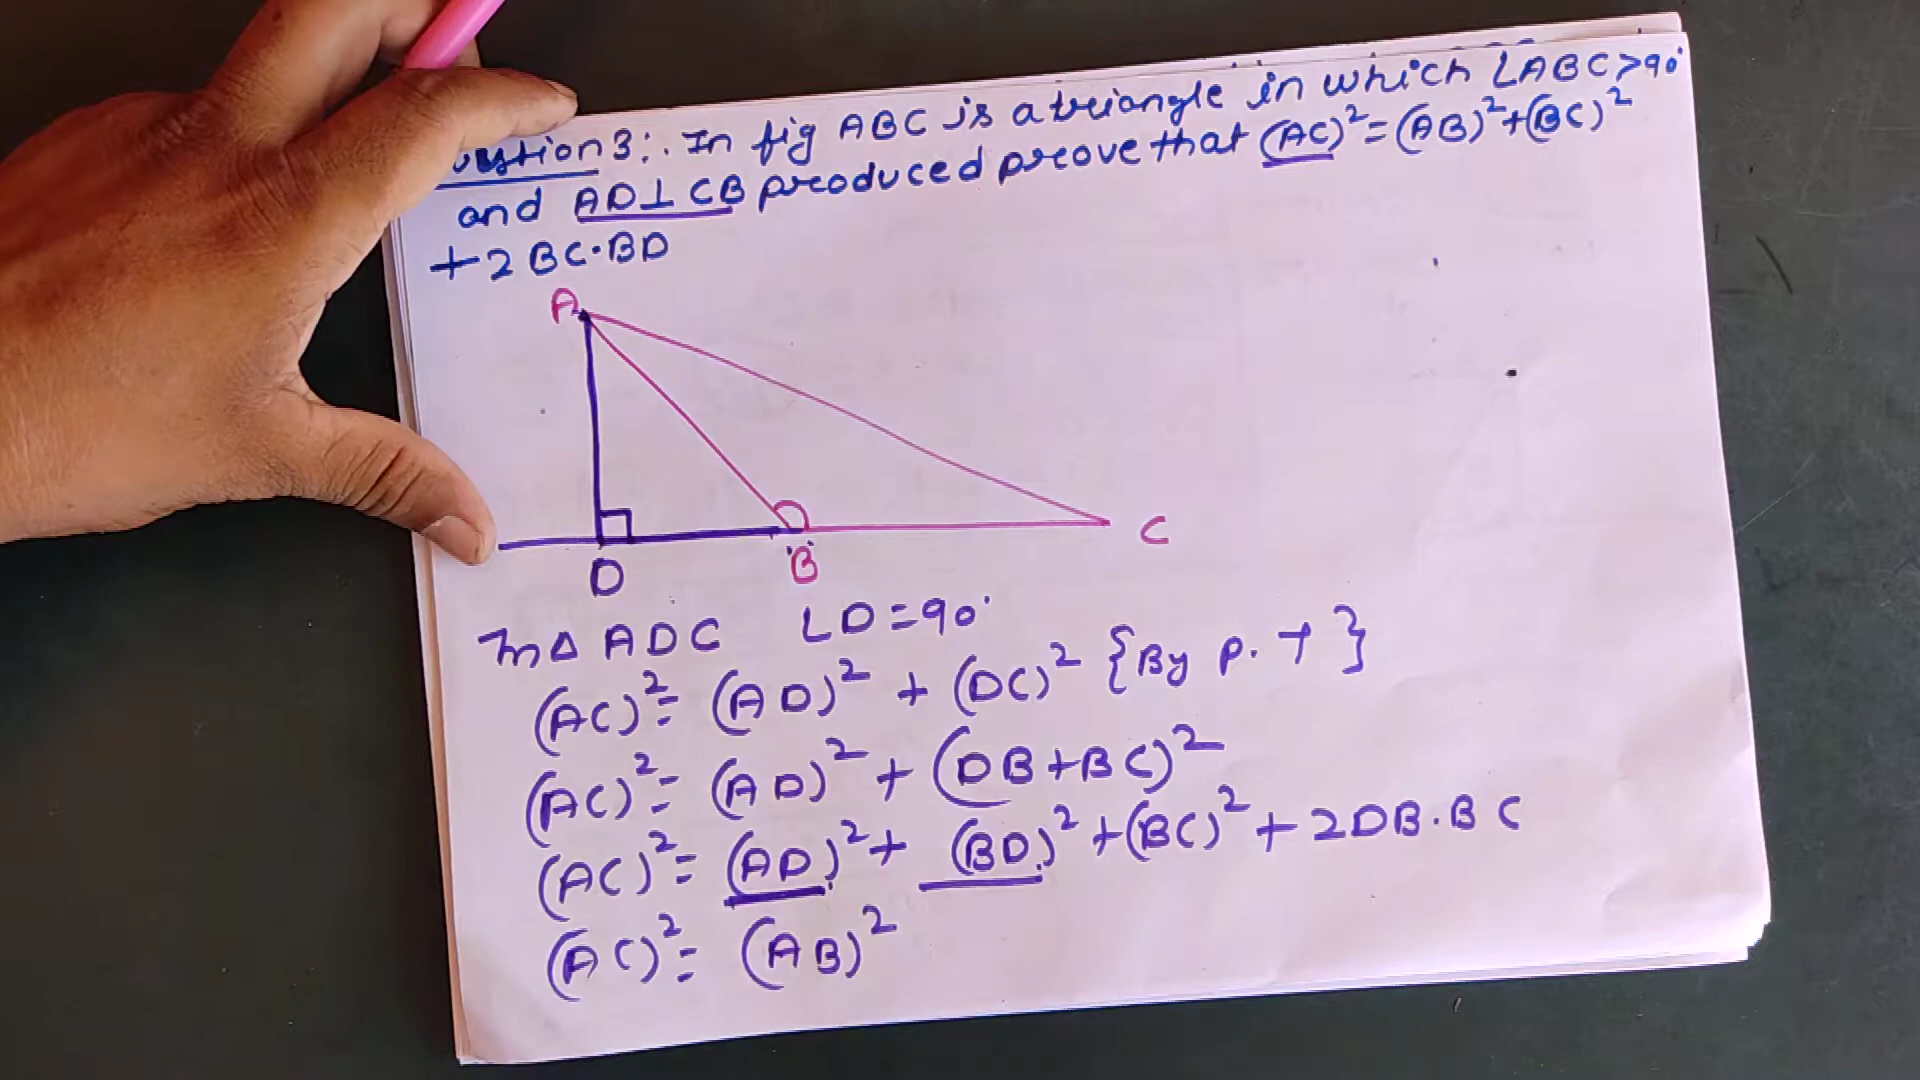 uestion 3:. In fig ABC is a triangle in which ∠ABC>90°
and AD⊥CB produced prove that (AC)²=(AB)²+(BC)²
+2BC·BD
A
D
B
C
In Δ ADC ∠D=90°
(AC)²= (AD)² + (DC)² {By P. T}
(AC)²= (AD)² + (DB+BC)²
(AC)²= (AD)²+ (BD)²+(BC)²+2DB·BC
(AC)²= (AB)²